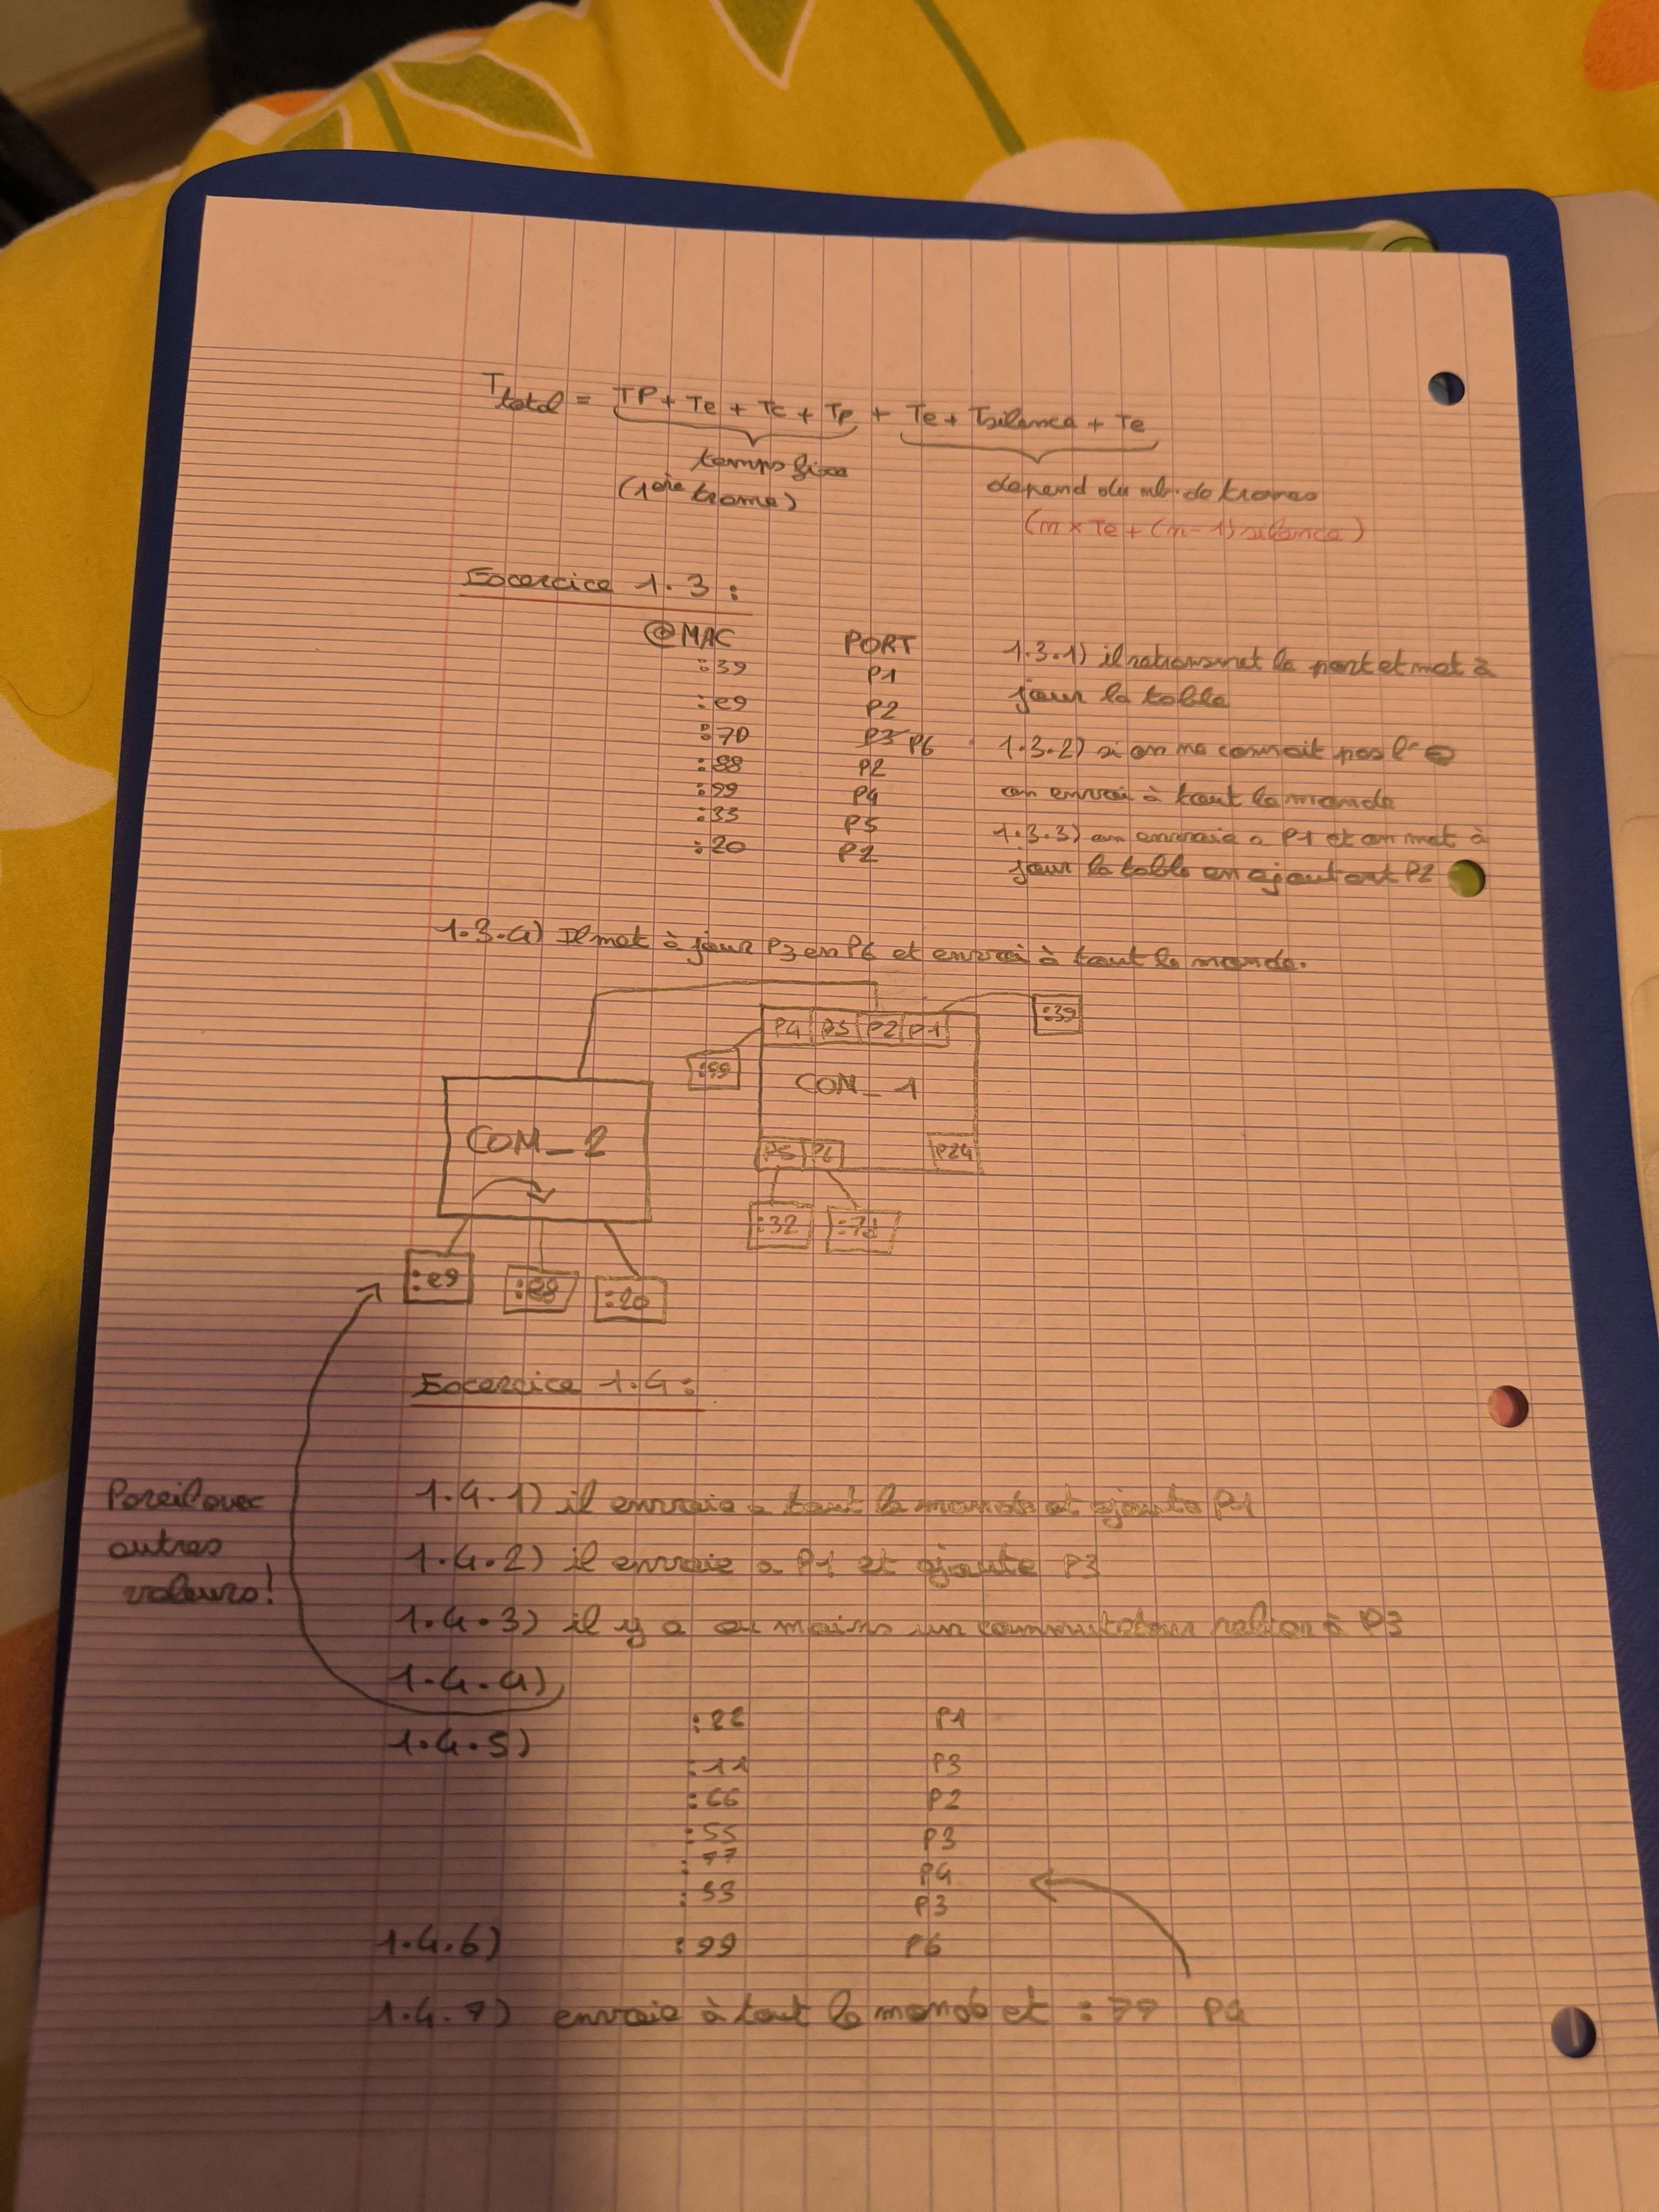 Ttotal = TP + Te + Tc + Tp + Te + Tsilence + Te
temps fixe
(1ère trame)
depend du nb. de trames
(n x Te + (n-1) silence)
Exercice 1.3 :
@MAC PORT
:39 P1
:e9 P2
:70 P3 P6
:88 P2
:99 P4
:33 P5
:20 P2
1.3.1) il retransmet le port et met à
jour la table
1.3.2) si on ne connait pas l'@
on envoi à tout le monde
1.3.3) on envoie a P1 et on met à
jour la table en ajoutant P2
1.3.4) Il met à jour P3 en P6 et envoi à tout le monde.
P4 P3 P2 P1
:39
:99
COM_1
COM_2
P5 P6 P24
:32 :70
:e9 :88 :20
Exercice 1.4 :
Pareil avec
autres
valeurs!
1.4.1) il envoie a tout le monde et ajoute P1
1.4.2) il envoie a P1 et ajoute P3
1.4.3) il y a au moins un commutateur relier à P3
1.4.4)
1.4.5)
:22 P1
:11 P3
:66 P2
:55 P3
:77 P4
:33 P3
1.4.6) :99 P6
1.4.7) envoie à tout le monde et :77 P4